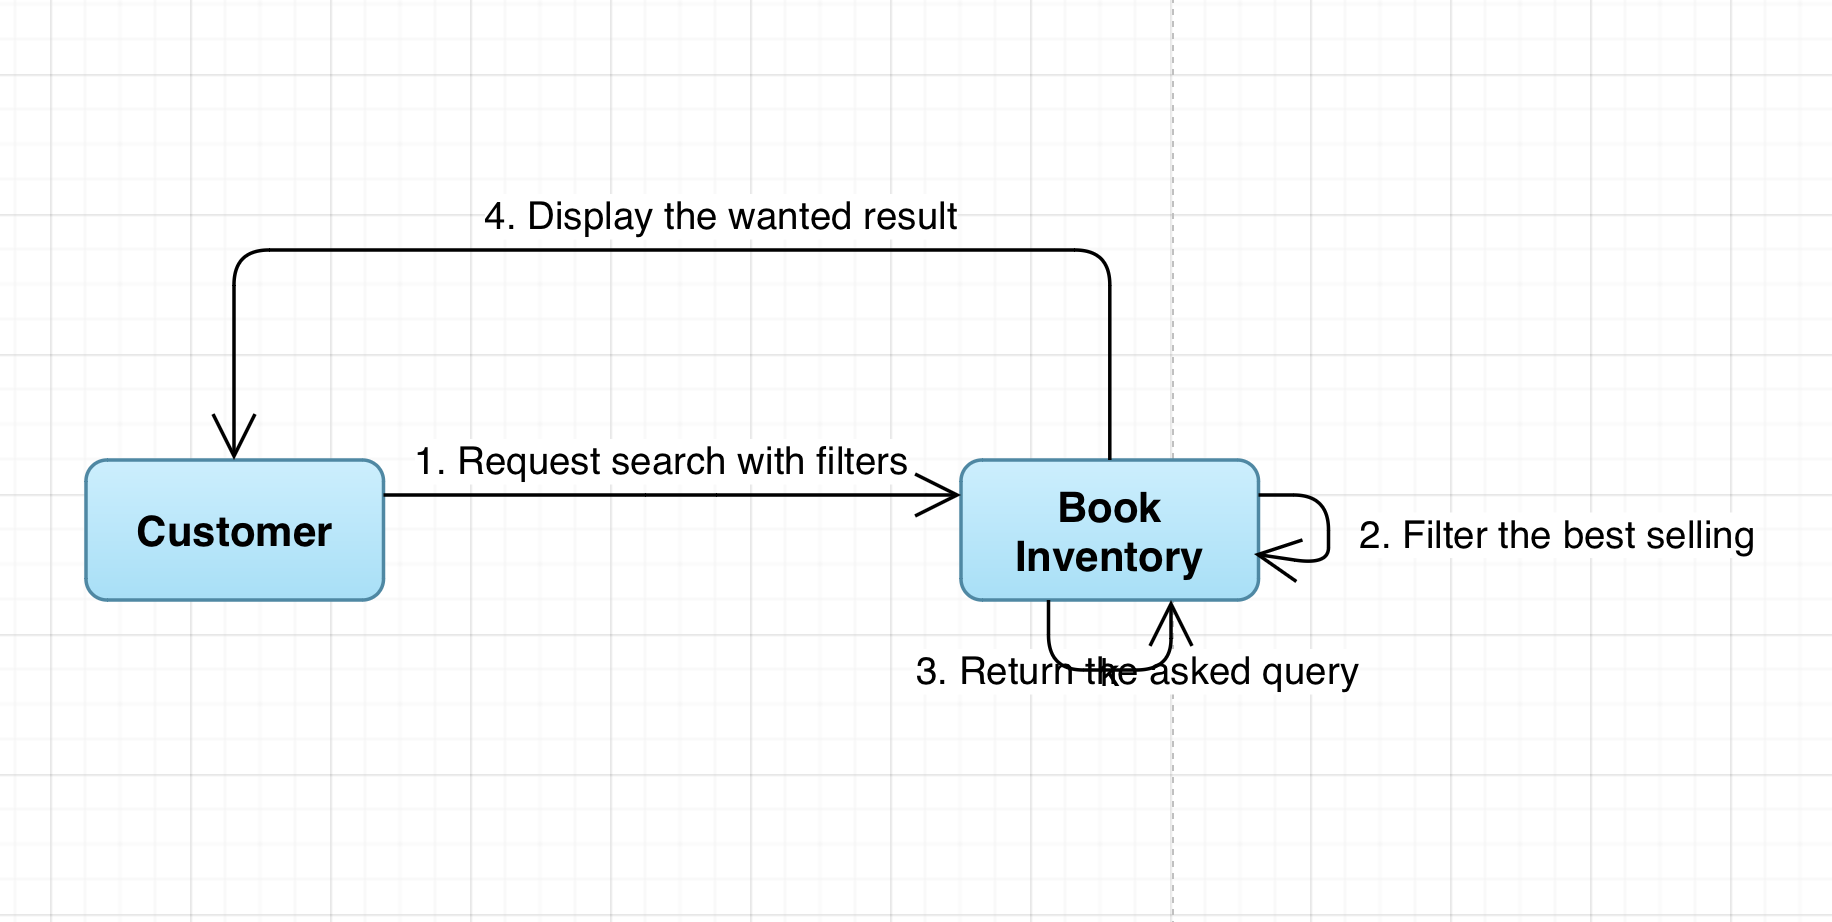 4. Display the wanted result
1. Request search with filters
Customer
Book
Inventory
2. Filter the best selling
3. Return the asked query
k